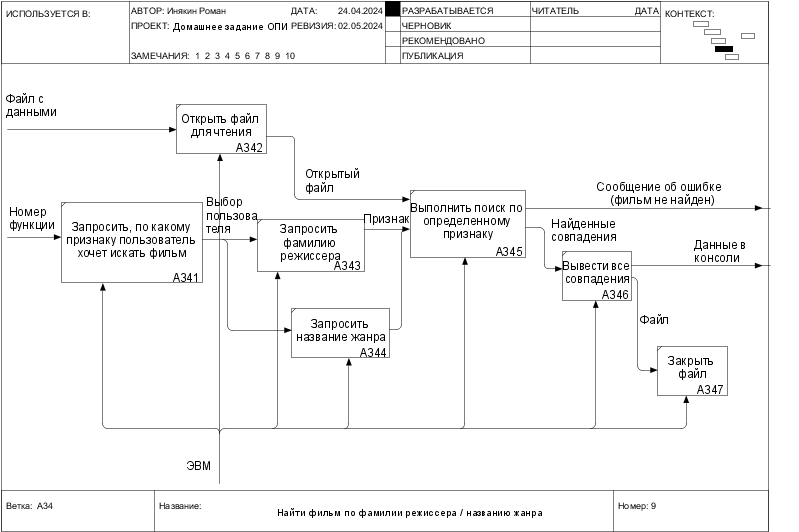 ИСПОЛЬЗУЕТСЯ В:
АВТОР: Инякин Роман
ДАТА: 24.04.2024
РАЗРАБАТЫВАЕТСЯ
ЧИТАТЕЛЬ
ДАТА
КОНТЕКСТ:
ПРОЕКТ: Домашнее задание ОПИ
РЕВИЗИЯ: 02.05.2024
ЧЕРНОВИК
РЕКОМЕНДОВАНО
ЗАМЕЧАНИЯ: 1 2 3 4 5 6 7 8 9 10
ПУБЛИКАЦИЯ
Файл с
данными
Открыть файл
для чтения
A342
Открытый
файл
Номер
функции
Запросить, по какому
признаку пользователь
хочет искать фильм
A341
Выбор
пользова
теля
Запросить
фамилию
режиссера
A343
Признак
Выполнить поиск по
определенному
признаку
A345
Сообщение об ошибке
(фильм не найден)
Найденные
совпадения
Данные в
консоли
Вывести все
совпадения
A346
Запросить
название жанра
A344
Файл
Закрыть
файл
A347
ЭВМ
Ветка: A34
Название:
Найти фильм по фамилии режиссера / названию жанра
Номер: 9